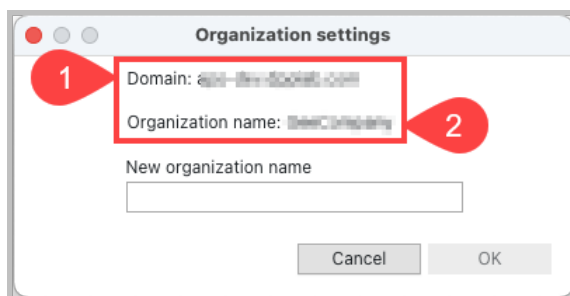 Organization settings
1
Domain:
Organization name:
2
New organization name
Cancel
OK